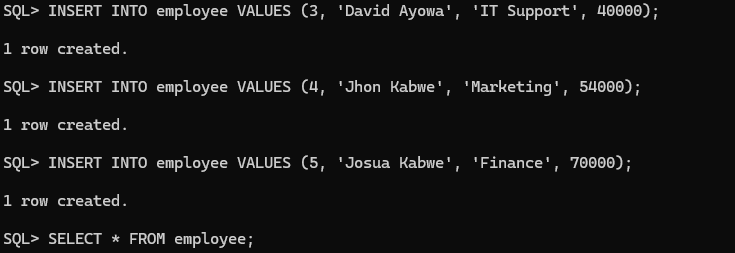 SQL> INSERT INTO employee VALUES (3, 'David Ayowa', 'IT Support', 40000);
1 row created.
SQL> INSERT INTO employee VALUES (4, 'Jhon Kabwe', 'Marketing', 54000);
1 row created.
SQL> INSERT INTO employee VALUES (5, 'Josua Kabwe', 'Finance', 70000);
1 row created.
SQL> SELECT * FROM employee;